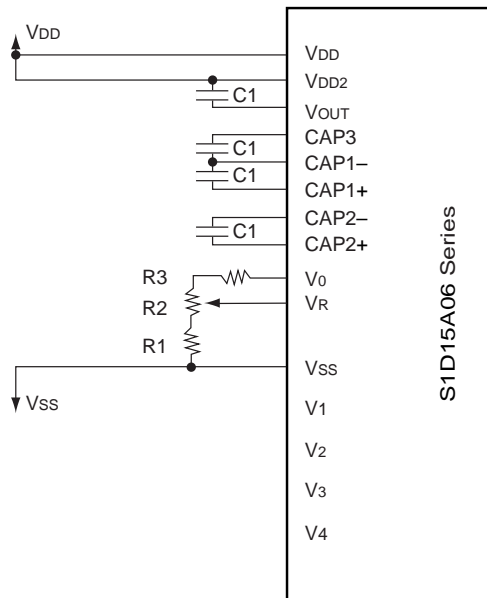 VDD
VDD
VDD2
C1
VOUT
CAP3
C1
CAP1–
C1
CAP1+
CAP2–
C1
CAP2+
R3
V0
R2
VR
R1
VSS
VSS
V1
V2
V3
V4
S1D15A06 Series